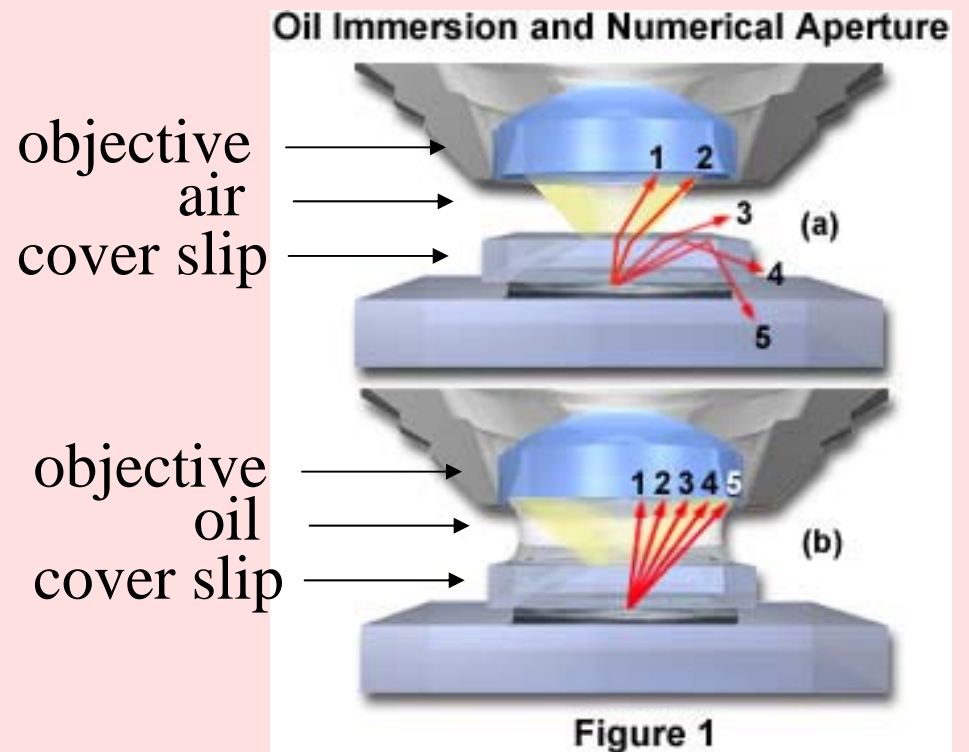 Oil Immersion and Numerical Aperture
objective
air
cover slip
1 2
3
(a)
4
5
objective
oil
cover slip
1 2 3 4 5
(b)
Figure 1